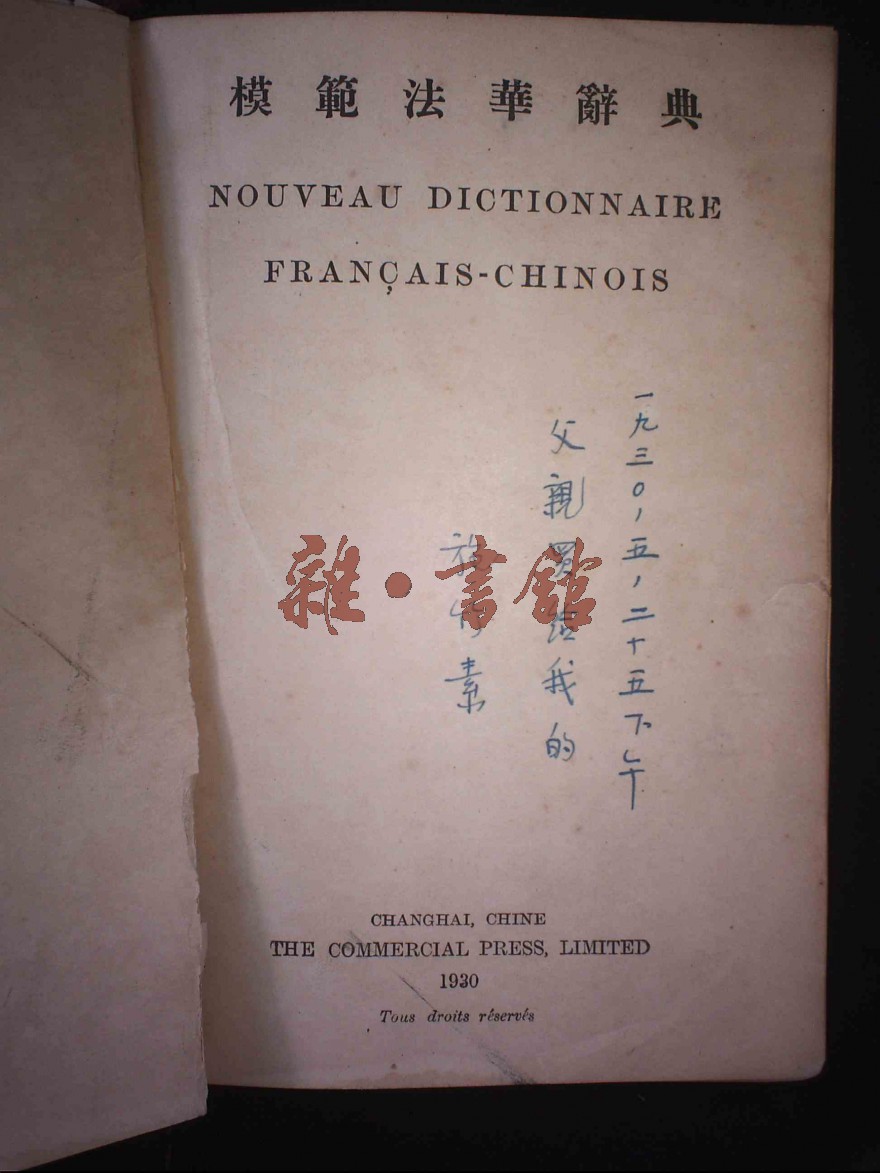 模範法華辭典
NOUVEAU DICTIONNAIRE
FRANÇAIS-CHINOIS
一九三〇,五,二十五下午
父親買給我的
素
雜·書館
CHANGHAI, CHINE
THE COMMERCIAL PRESS, LIMITED
1930
Tous droits réservés